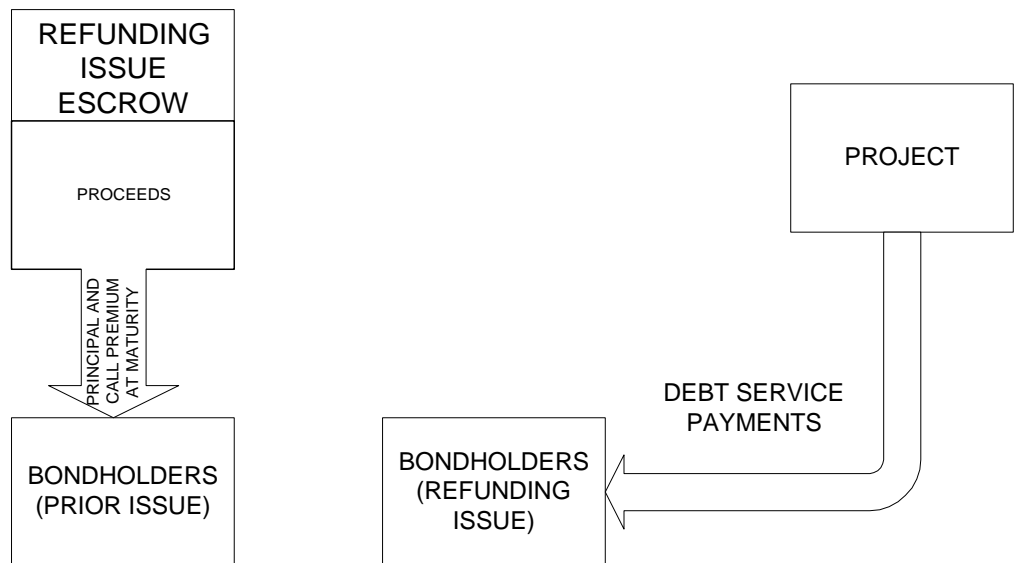 REFUNDING
ISSUE
ESCROW
PROCEEDS
PRINCIPAL AND
CALL PREMIUM
AT MATURITY
BONDHOLDERS
(PRIOR ISSUE)
PROJECT
DEBT SERVICE
PAYMENTS
BONDHOLDERS
(REFUNDING
ISSUE)